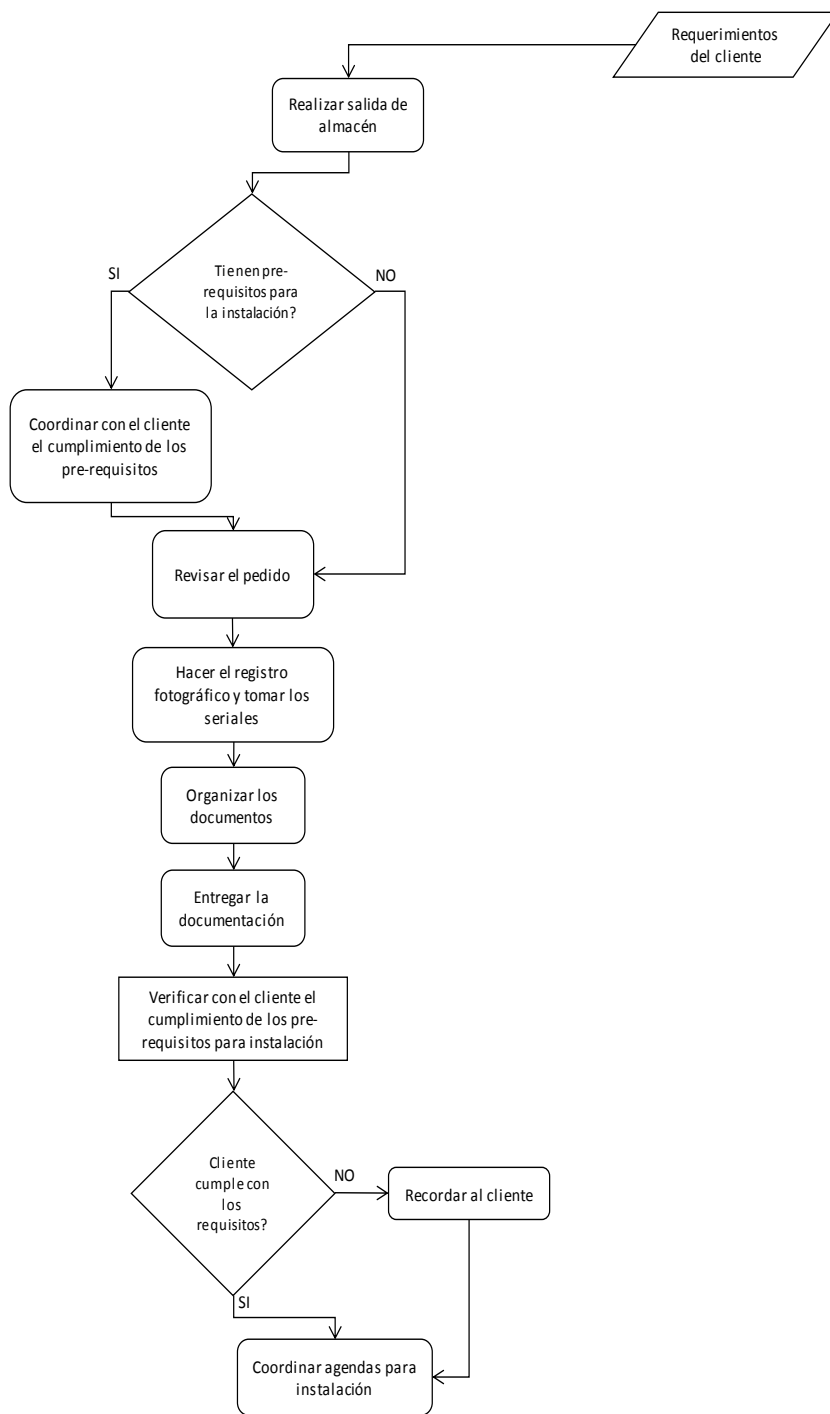 Requerimientos
del cliente
Realizar salida de
almacén
Tienen pre-
requisitos para
la instalación?
SI
NO
Coordinar con el cliente
el cumplimiento de los
pre-requisitos
Revisar el pedido
Hacer el registro
fotográfico y tomar los
seriales
Organizar los
documentos
Entregar la
documentación
Verificar con el cliente el
cumplimiento de los pre-
requisitos para instalación
Cliente
cumple con
los
requisitos?
NO
Recordar al cliente
SI
Coordinar agendas para
instalación